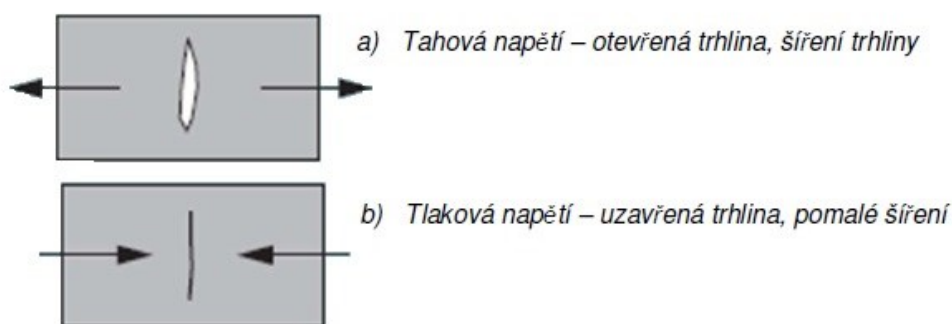 a) Tahová napětí – otevřená trhlina, šíření trhliny
b) Tlaková napětí – uzavřená trhlina, pomalé šíření